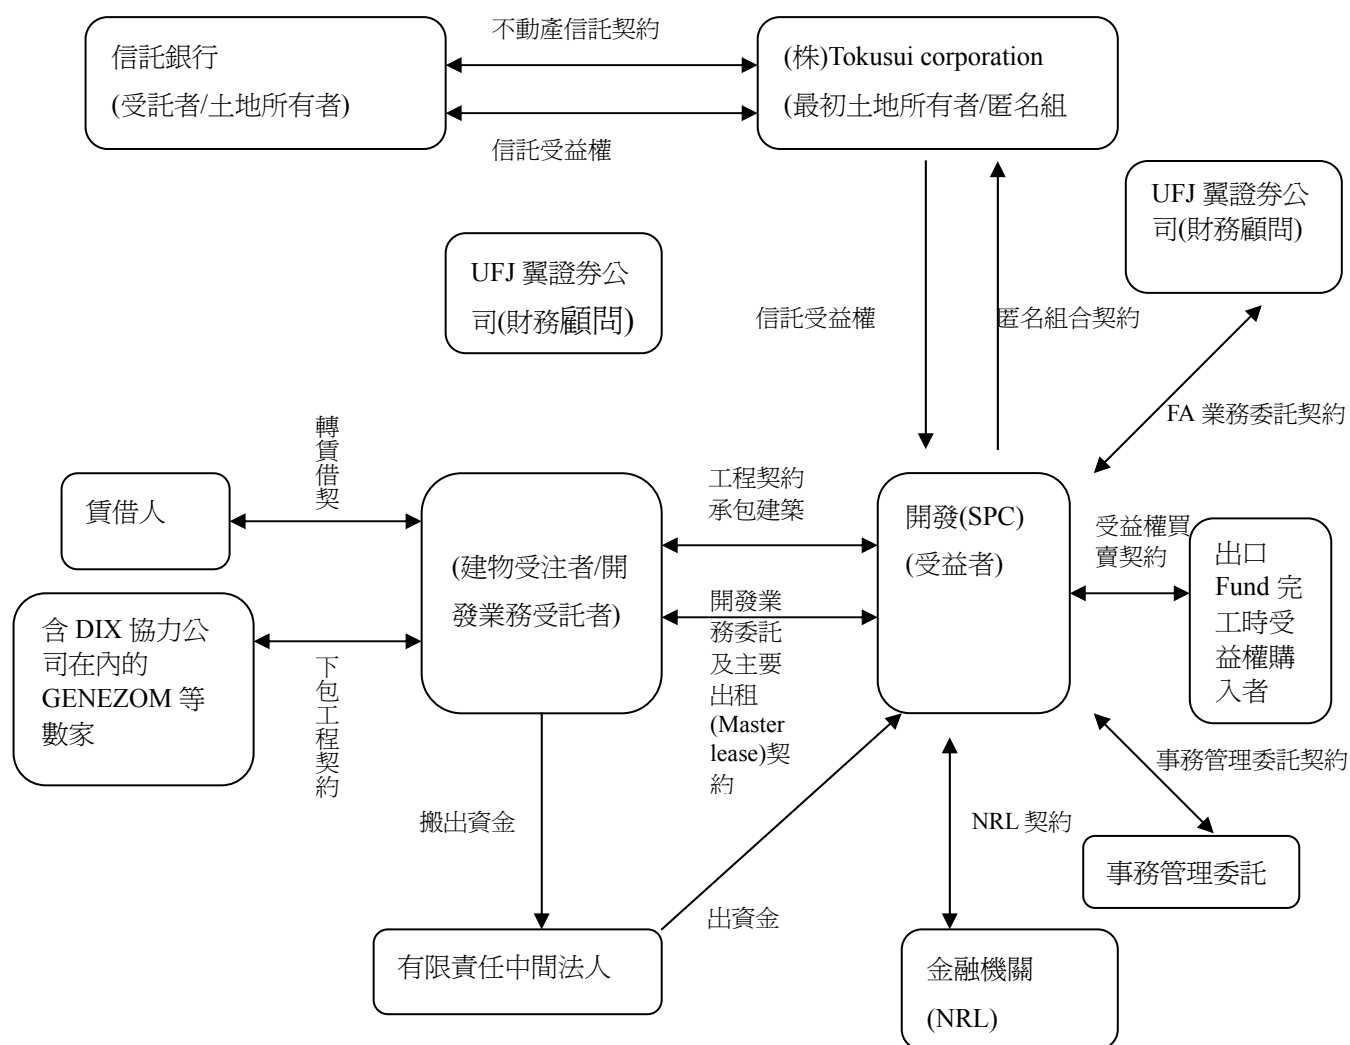 不動產信託契約
信託銀行
(受託者/土地所有者)
(株)Tokusui corporation
(最初土地所有者/匿名組
信託受益權
UFJ 翼證券公
司(財務顧問)
UFJ 翼證券公
司(財務顧問)
信託受益權
匿名組合契約
FA 業務委託契約
轉賃借契
賃借人
(建物受注者/開
發業務受託者)
工程契約
承包建築
開發(SPC)
(受益者)
受益權買
賣契約
出口
Fund 完
工時受
益權購
入者
含 DIX 協力公
司在內的
GENEZOM 等
數家
下包工程契約
開發業
務委託
及主要
出租
(Master
lease)契
約
事務管理委託契約
搬出資金
NRL 契約
事務管理委託
出資金
有限責任中間法人
金融機關
(NRL)